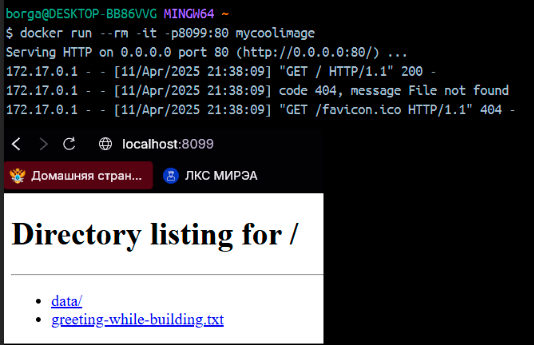 borga@DESKTOP-BB86VVG MINGW64 ~
$ docker run --rm -it -p8099:80 mycoolimage
Serving HTTP on 0.0.0.0 port 80 (http://0.0.0.0:80/) ...
172.17.0.1 - - [11/Apr/2025 21:38:09] "GET / HTTP/1.1" 200 -
172.17.0.1 - - [11/Apr/2025 21:38:09] code 404, message File not found
172.17.0.1 - - [11/Apr/2025 21:38:09] "GET /favicon.ico HTTP/1.1" 404 -
localhost:8099
Домашняя стран... ЛКС МИРЭА
Directory listing for /
data/
greeting-while-building.txt